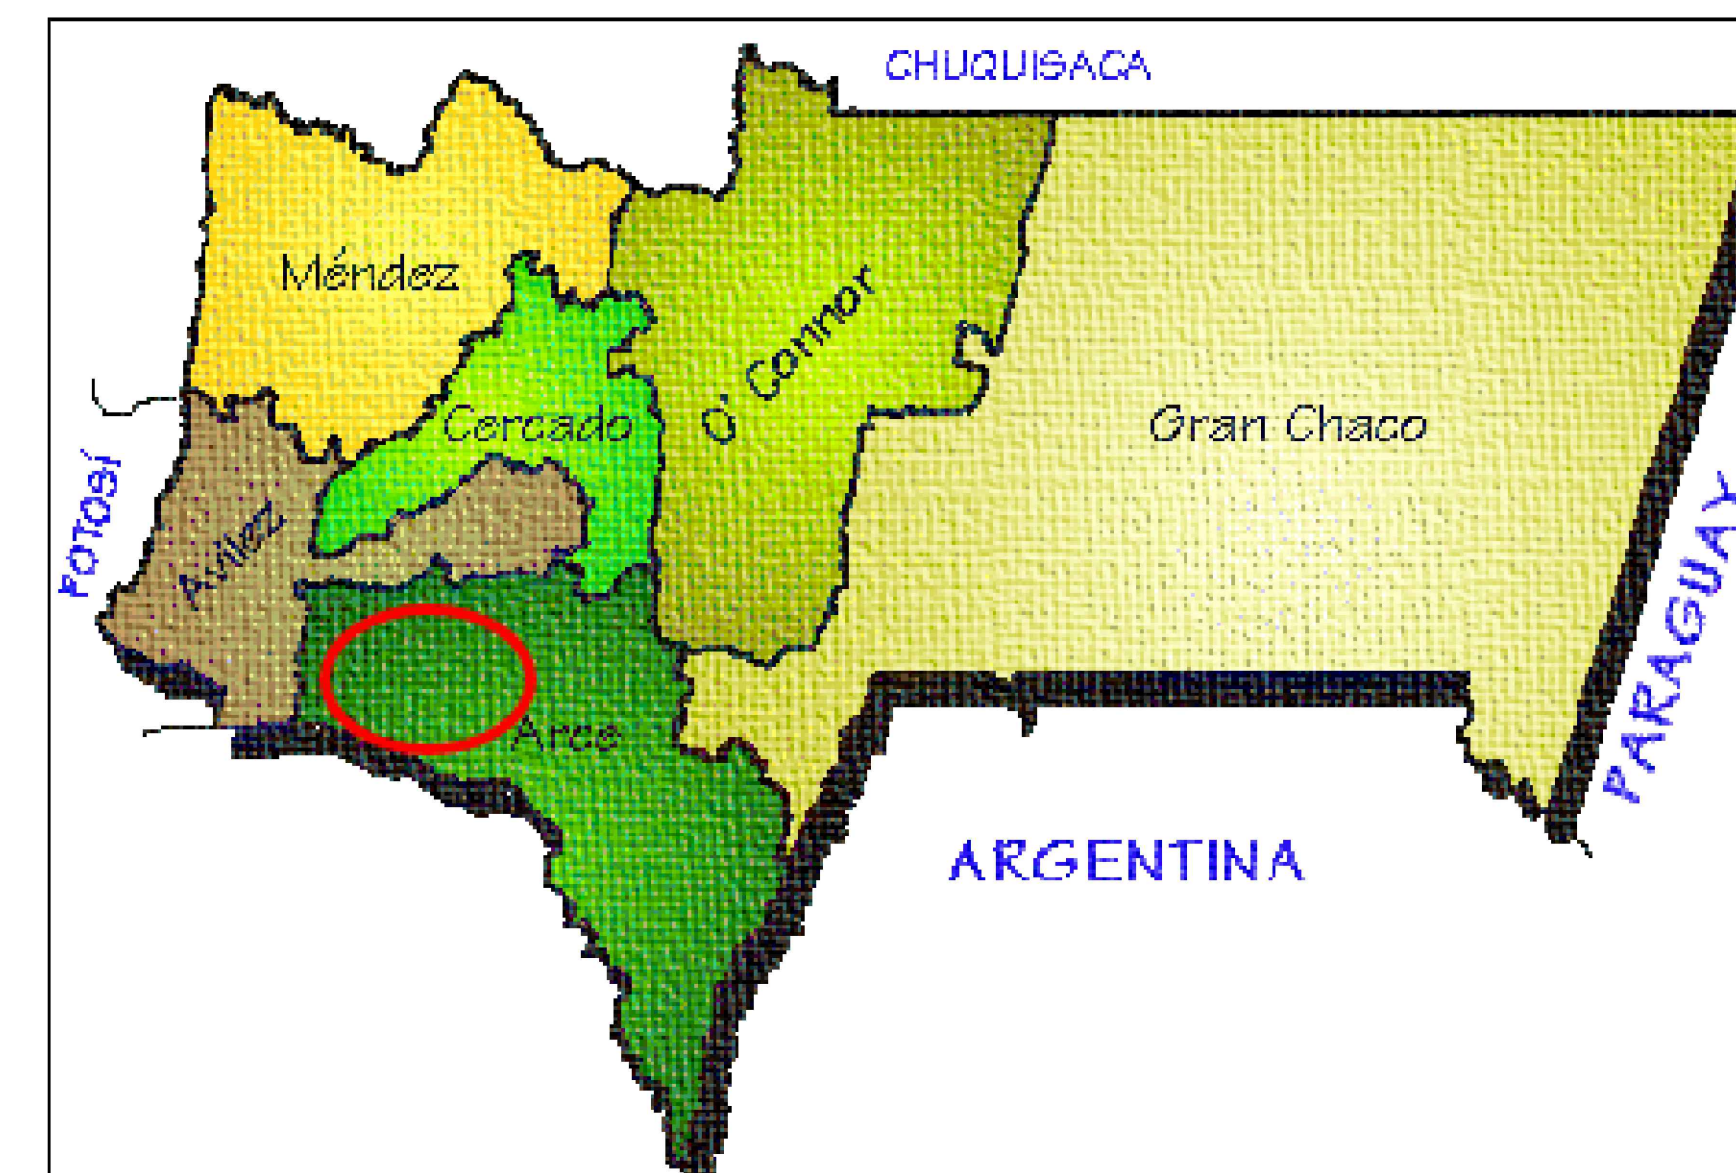 CHUQUISACA
Méndez
O' Connor
Cercado
Gran Chaco
POTOSÍ
Avilez
PARAGUAY
Arce
ARGENTINA